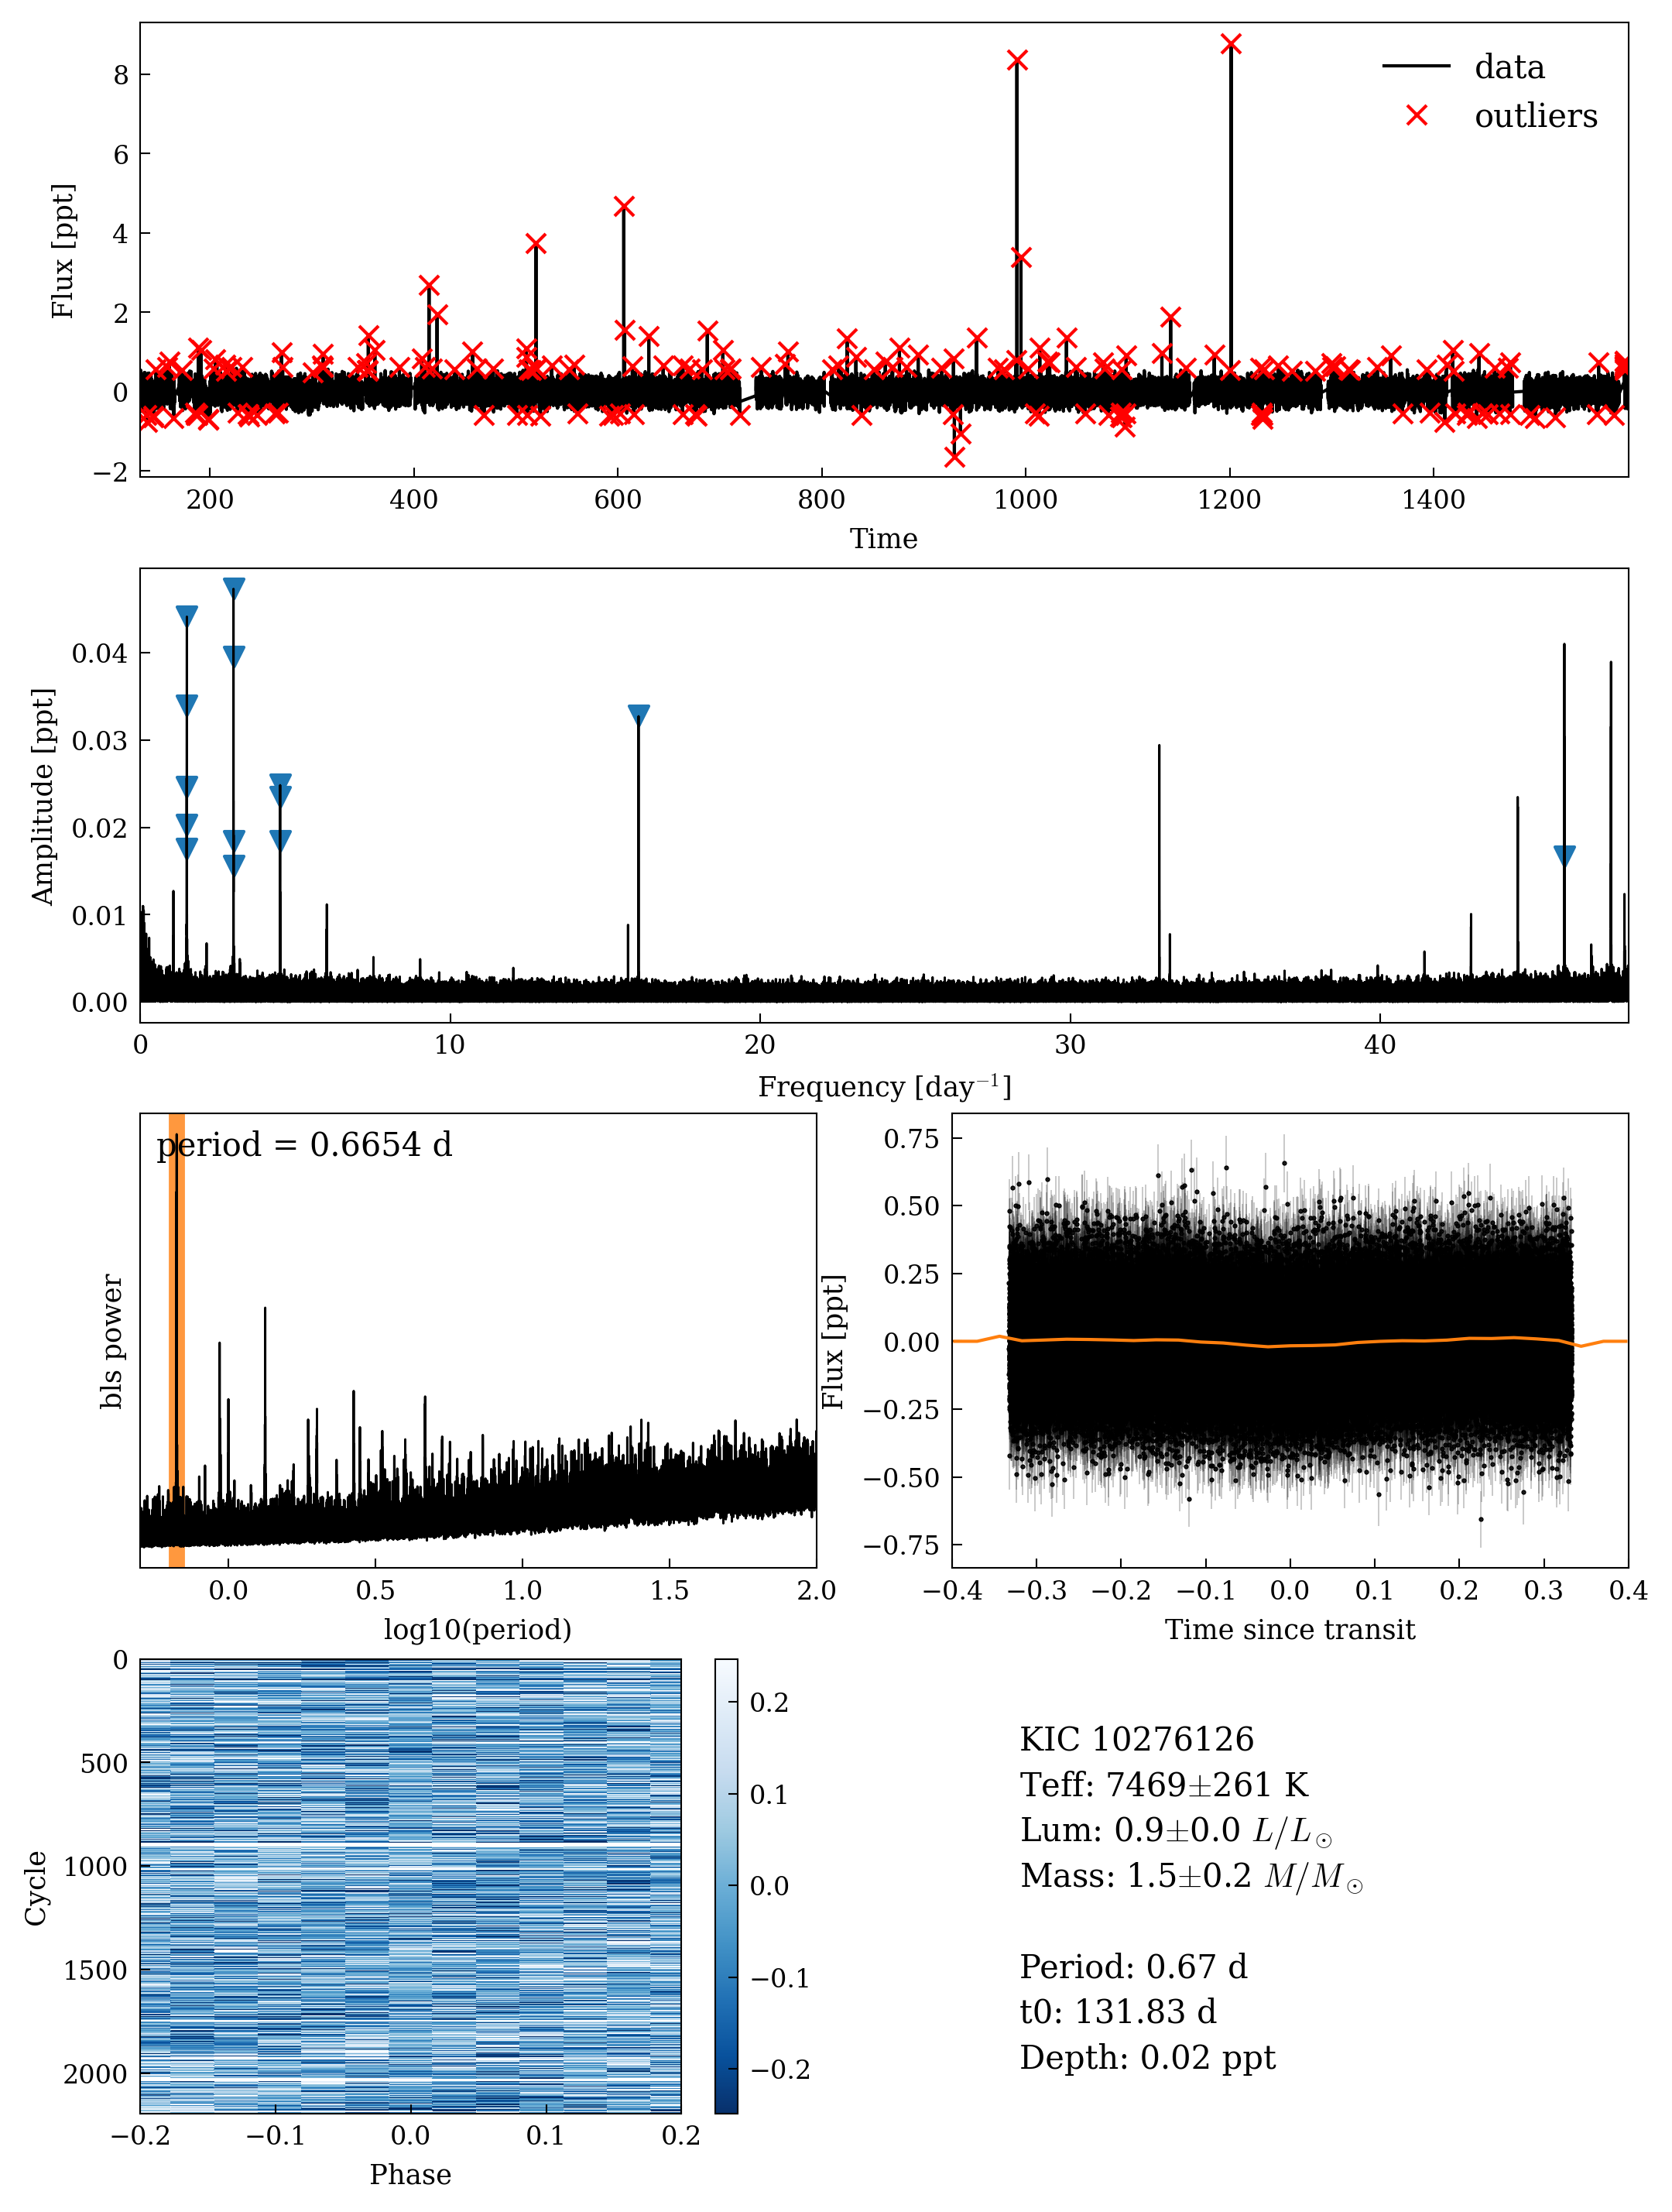 data
outliers
8
6
4
2
0
−2
Flux [ppt]
200 400 600 800 1000 1200 1400
Time
0.04
0.03
0.02
0.01
0.00
Amplitude [ppt]
0 10 20 30 40
Frequency [day⁻¹]
period = 0.6654 d
bls power
0.0 0.5 1.0 1.5 2.0
log10(period)
0.75
0.50
0.25
0.00
−0.25
−0.50
−0.75
Flux [ppt]
−0.4 −0.3 −0.2 −0.1 0.0 0.1 0.2 0.3 0.4
Time since transit
0
500
1000
1500
2000
Cycle
−0.2 −0.1 0.0 0.1 0.2
Phase
0.2
0.1
0.0
−0.1
−0.2
KIC 10276126
Teff: 7469±261 K
Lum: 0.9±0.0 L/L☉
Mass: 1.5±0.2 M/M☉
Period: 0.67 d
t0: 131.83 d
Depth: 0.02 ppt